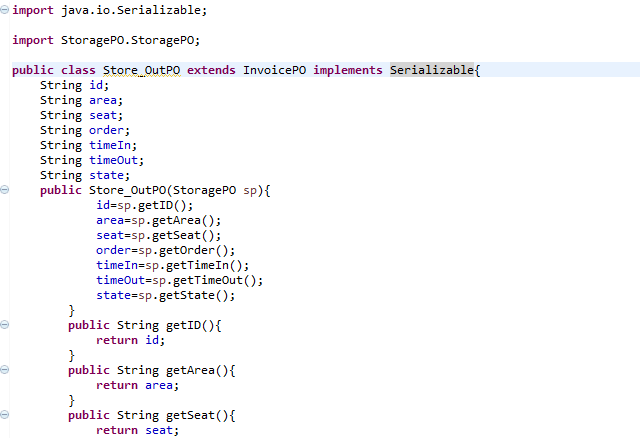 import java.io.Serializable;
import StoragePO.StoragePO;
public class Store_OutPO extends InvoicePO implements Serializable{
String id;
String area;
String seat;
String order;
String timeIn;
String timeOut;
String state;
public Store_OutPO(StoragePO sp){
id=sp.getID();
area=sp.getArea();
seat=sp.getSeat();
order=sp.getOrder();
timeIn=sp.getTimeIn();
timeOut=sp.getTimeOut();
state=sp.getState();
}
public String getID(){
return id;
}
public String getArea(){
return area;
}
public String getSeat(){
return seat;